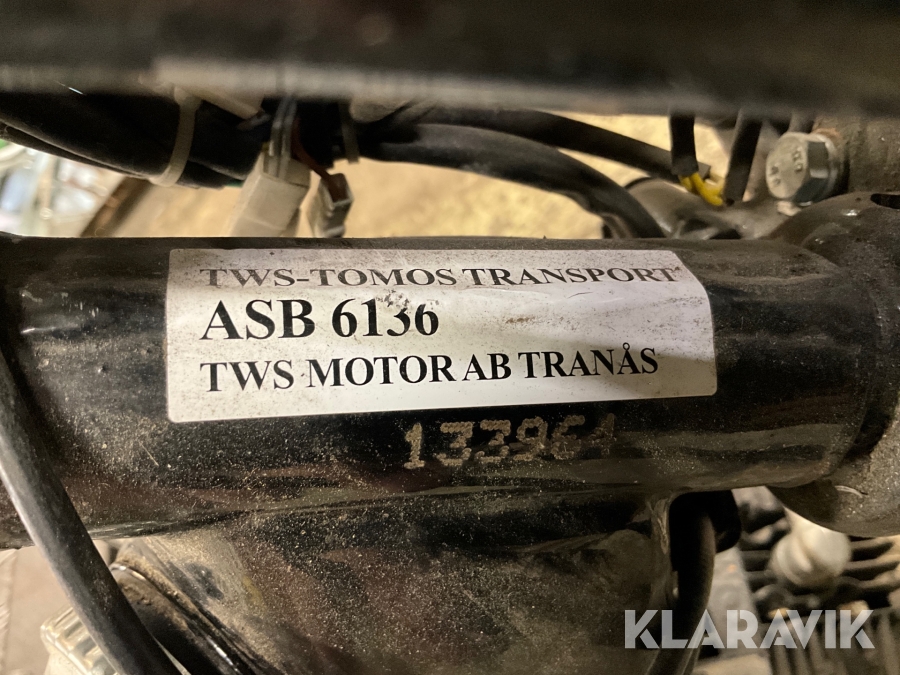 TWS-TOMOS TRANSPORT
ASB 6136
TWS MOTOR AB TRANÅS
133964
KLARAVIK